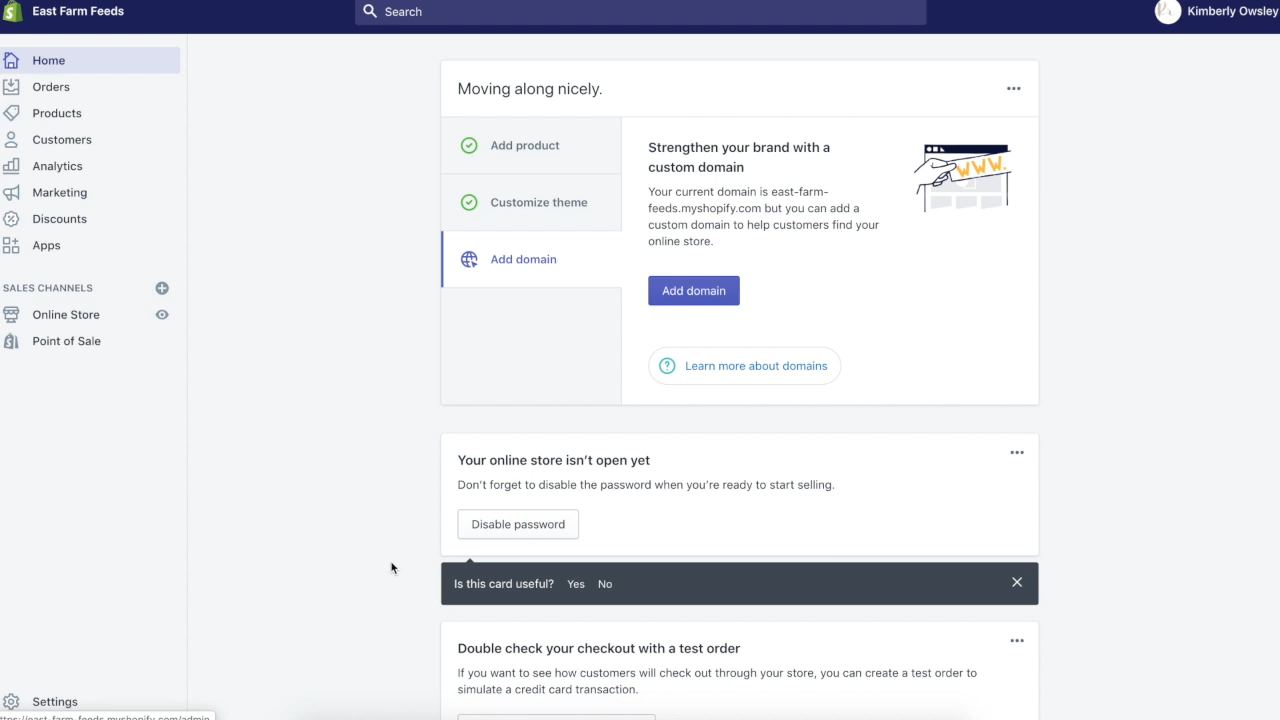 East Farm Feeds
Search
Kimberly Owsley
Home
Orders
Products
Customers
Analytics
Marketing
Discounts
Apps
SALES CHANNELS
Online Store
Point of Sale
Settings
Moving along nicely.
Add product
Customize theme
Add domain
Strengthen your brand with a
custom domain
Your current domain is east-farm-
feeds.myshopify.com but you can add a
custom domain to help customers find your
online store.
WWW.
Add domain
Learn more about domains
Your online store isn't open yet
Don't forget to disable the password when you're ready to start selling.
Disable password
Is this card useful? Yes No
Double check your checkout with a test order
If you want to see how customers will check out through your store, you can create a test order to
simulate a credit card transaction.